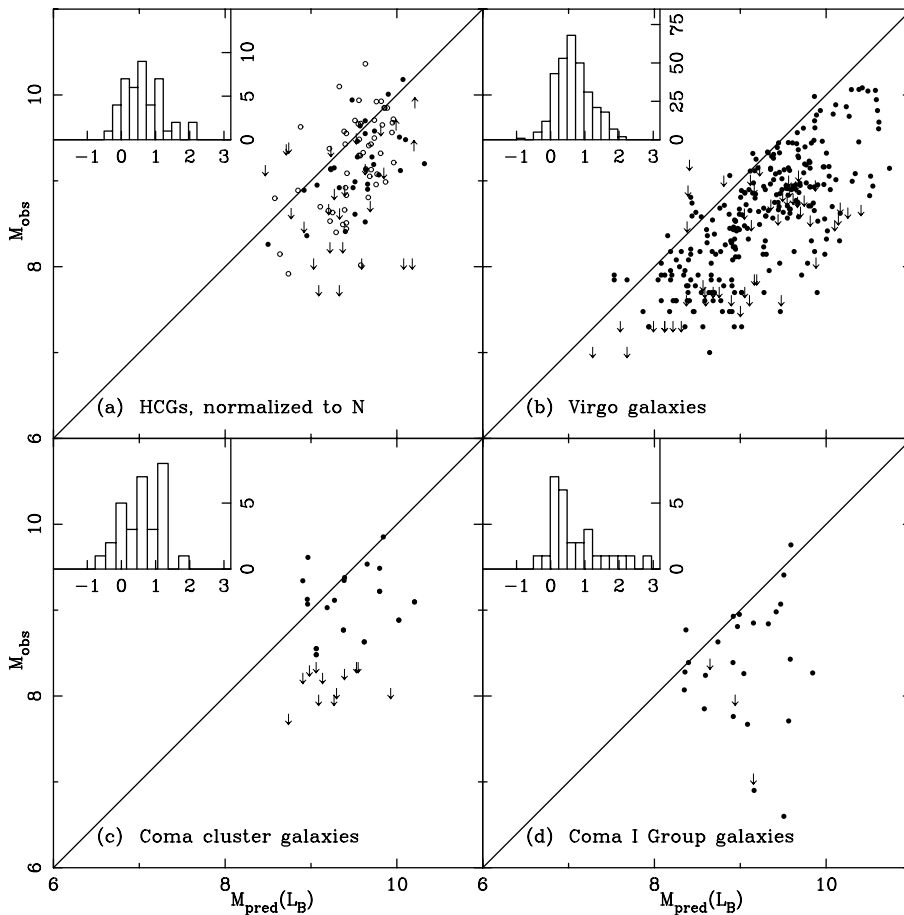 10
−1 0 1 2 3
0 5 10
−1 0 1 2 3
0 25 50 75
M_obs
8
(a) HCGs, normalized to N
(b) Virgo galaxies
6
10
−1 0 1 2 3
0 5
−1 0 1 2 3
0 5
M_obs
8
(c) Coma cluster galaxies
(d) Coma I Group galaxies
6
6 8 10 6 8 10
M_pred(L_B) M_pred(L_B)